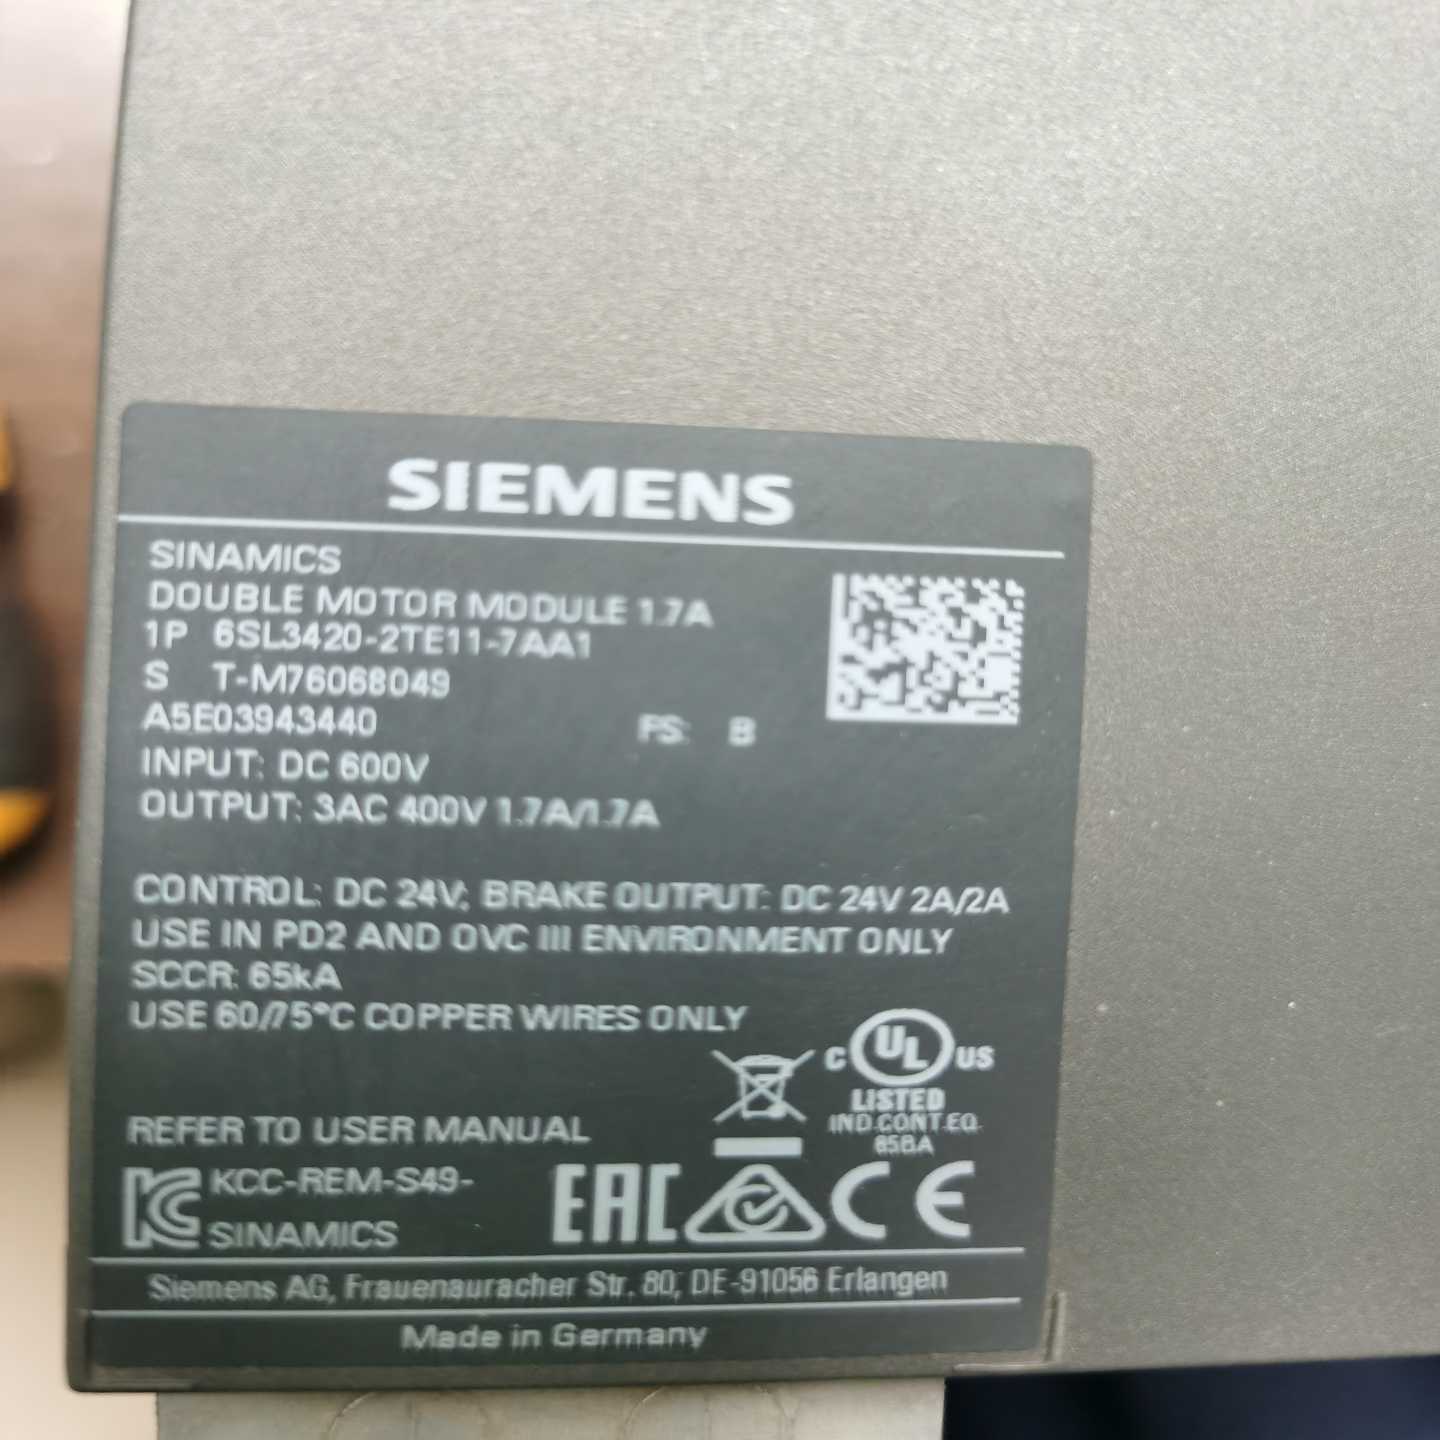 SIEMENS
SINAMICS
DOUBLE MOTOR MODULE 1.7A
1P 6SL3420-2TE11-7AA1
S T-M76068049
A5E03943440 FS: B
INPUT: DC 600V
OUTPUT: 3AC 400V 1.7A/1.7A
CONTROL: DC 24V; BRAKE OUTPUT: DC 24V 2A/2A
USE IN PD2 AND OVC III ENVIRONMENT ONLY
SCCR: 65kA
USE 60/75°C COPPER WIRES ONLY
C UL US
LISTED
IND.CONT.EQ.
65BA
REFER TO USER MANUAL
KC KCC-REM-S49-
SINAMICS
EAC CE
Siemens AG, Frauenauracher Str. 80, DE-91056 Erlangen
Made in Germany